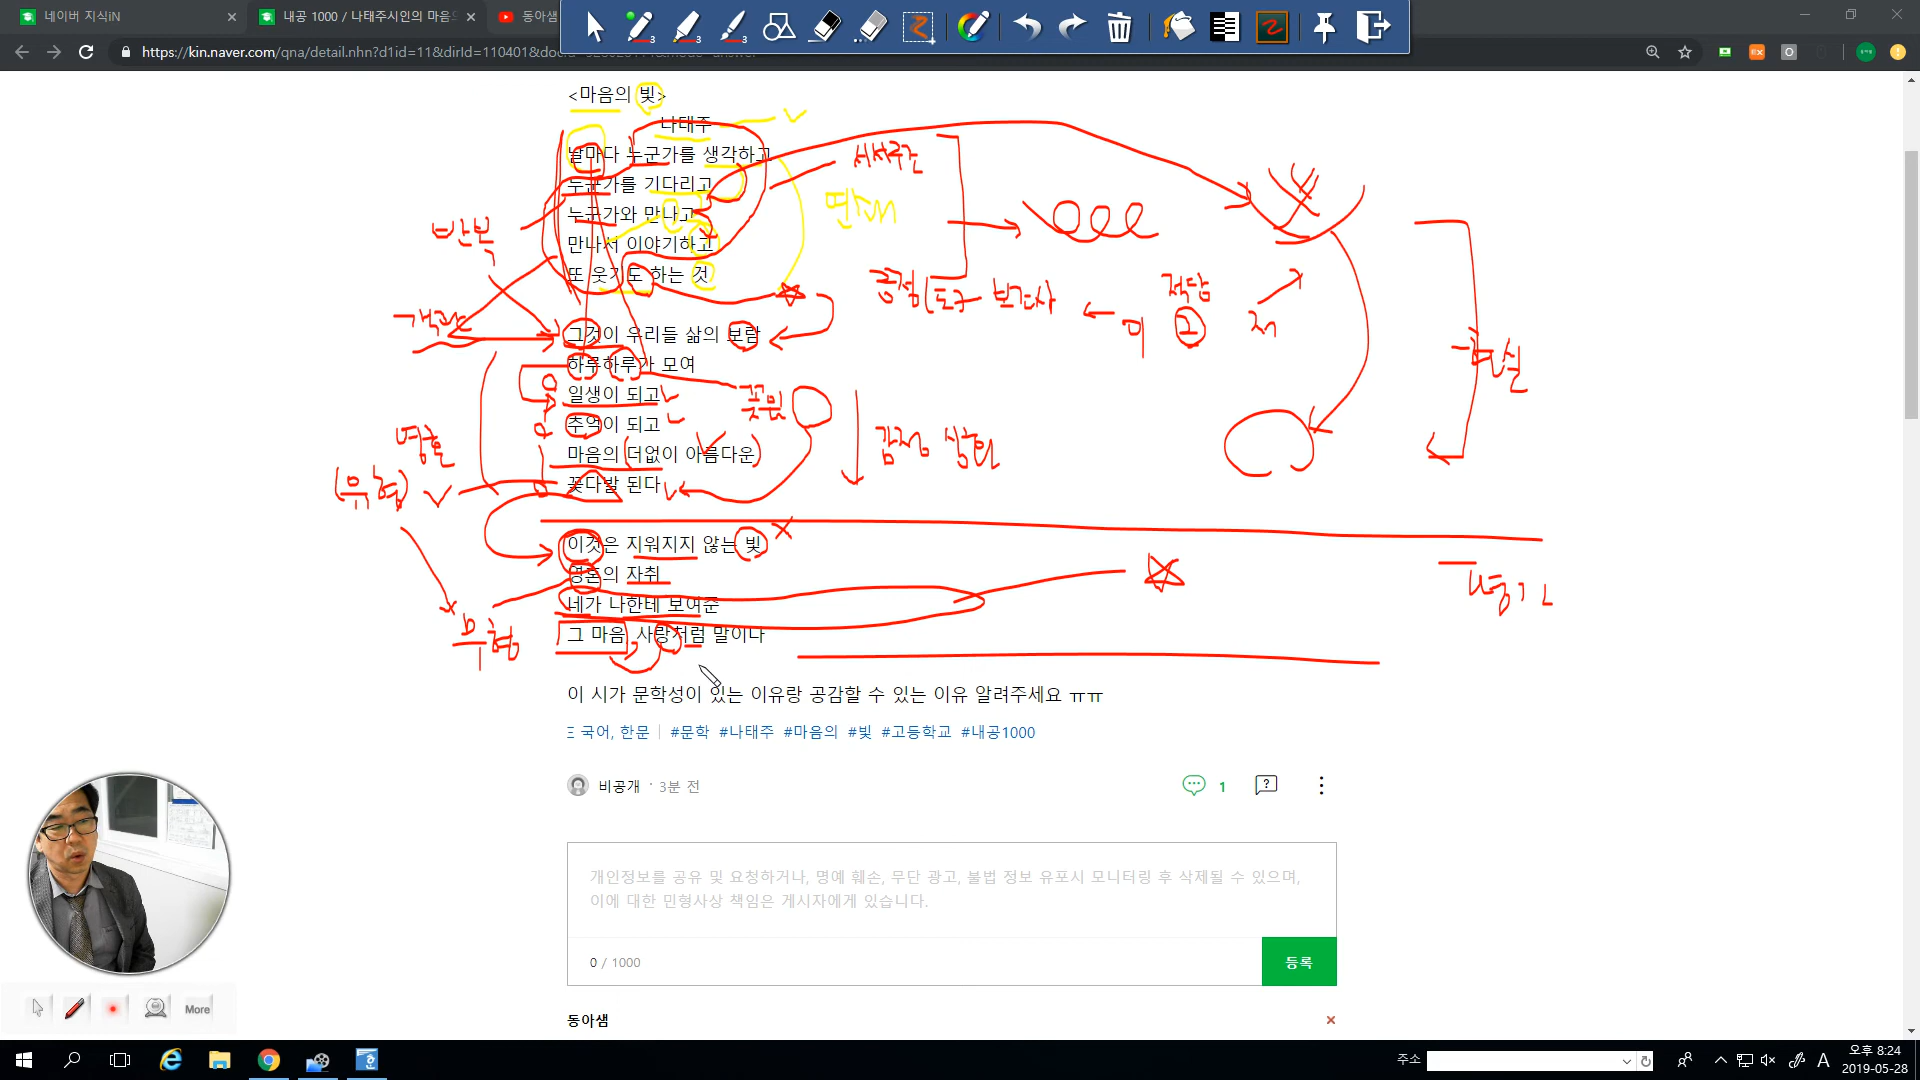 네이버 지식iN
내공 1000 / 나태주시인의 마음의
동아샘
https://kin.naver.com/qna/detail.nhn?d1id=11&dirId=110401&
<마음의 빛>
나태주
날마다 누군가를 생각하고
누군가를 기다리고
누군가와 만나고
만나서 이야기하고
또 웃기도 하는 것
그것이 우리들 삶의 보람
하루하루가 모여
일생이 되고
추억이 되고
마음의 더없이 아름다운
꽃다발 된다
이것은 지워지지 않는 빛
영혼의 자취
네가 나한테 보여준
그 마음 사랑처럼 말이다
반복
영혼
(유형)
무형
꽃잎
감정
현실
이 시가 문학성이 있는 이유랑 공감할 수 있는 이유 알려주세요 ㅠㅠ
국어, 한문 #문학 #나태주 #마음의 #빛 #고등학교 #내공1000
비공개 · 3분 전
1
개인정보를 공유 및 요청하거나, 명예 훼손, 무단 광고, 불법 정보 유포시 모니터링 후 삭제될 수 있으며,
이에 대한 민형사상 책임은 게시자에게 있습니다.
0 / 1000
등록
동아샘
More
주소
A
오후 8:24
2019-05-28